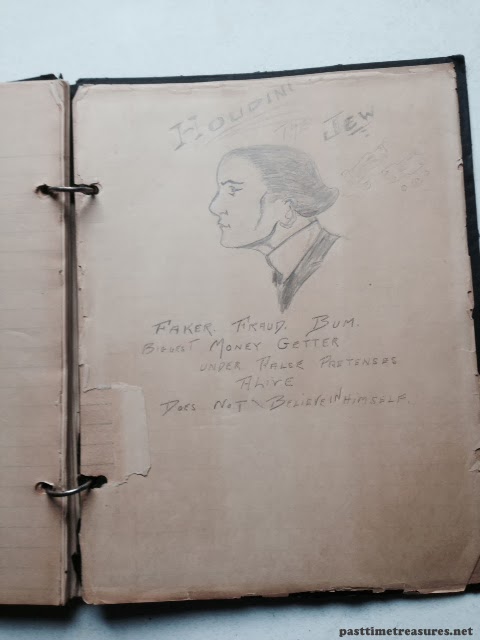 HOUDINI
THE JEW
FAKER. FRAUD. BUM.
BIGGEST MONEY GETTER
UNDER FALSE PRETENSES
ALIVE
DOES NOT BELIEVE IN HIMSELF.
pasttimetreasures.net